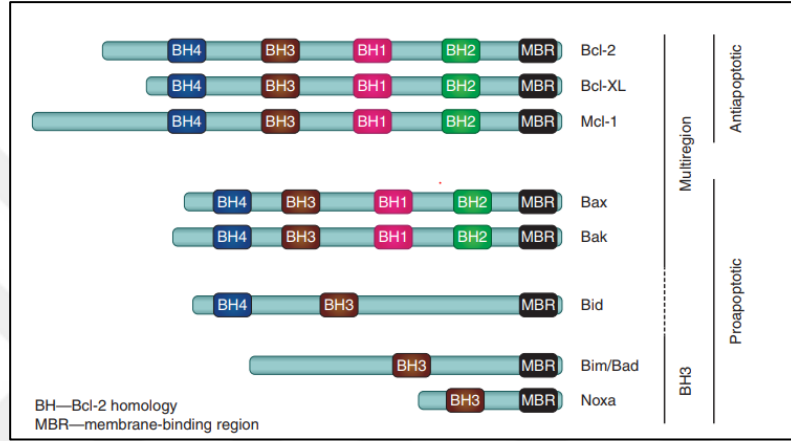 BH4 BH3 BH1 BH2 MBR Bcl-2
BH4 BH3 BH1 BH2 MBR Bcl-XL
BH4 BH3 BH1 BH2 MBR Mcl-1
Antiapoptotic
Multiregion
BH4 BH3 BH1 BH2 MBR Bax
BH4 BH3 BH1 BH2 MBR Bak
BH4 BH3 MBR Bid
Proapoptotic
BH3 MBR Bim/Bad
BH3 MBR Noxa
BH3
BH—Bcl-2 homology
MBR—membrane-binding region